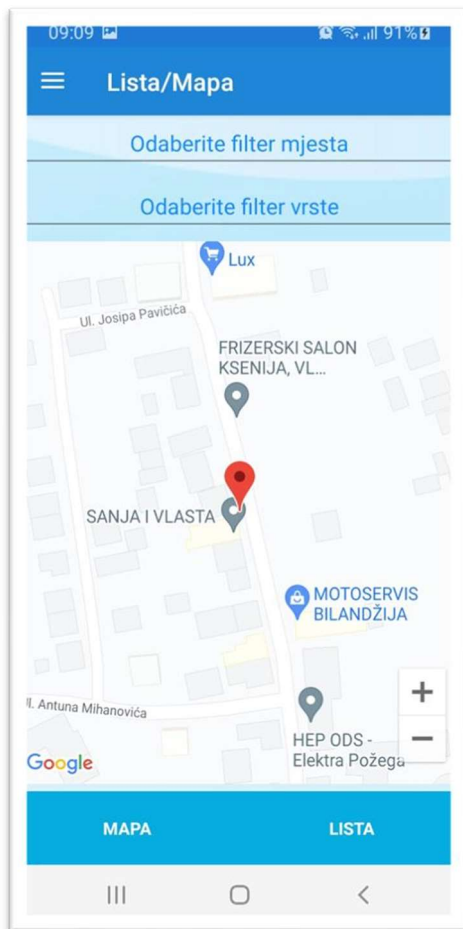 09:09 91%
Lista/Mapa
Odaberite filter mjesta
Odaberite filter vrste
Lux
Ul. Josipa Pavičića
FRIZERSKI SALON
KSENIJA, VL...
SANJA I VLASTA
MOTOSERVIS
BILANDŽIJA
Ul. Antuna Mihanovića
+
HEP ODS -
Elektra Požega
−
Google
MAPA LISTA